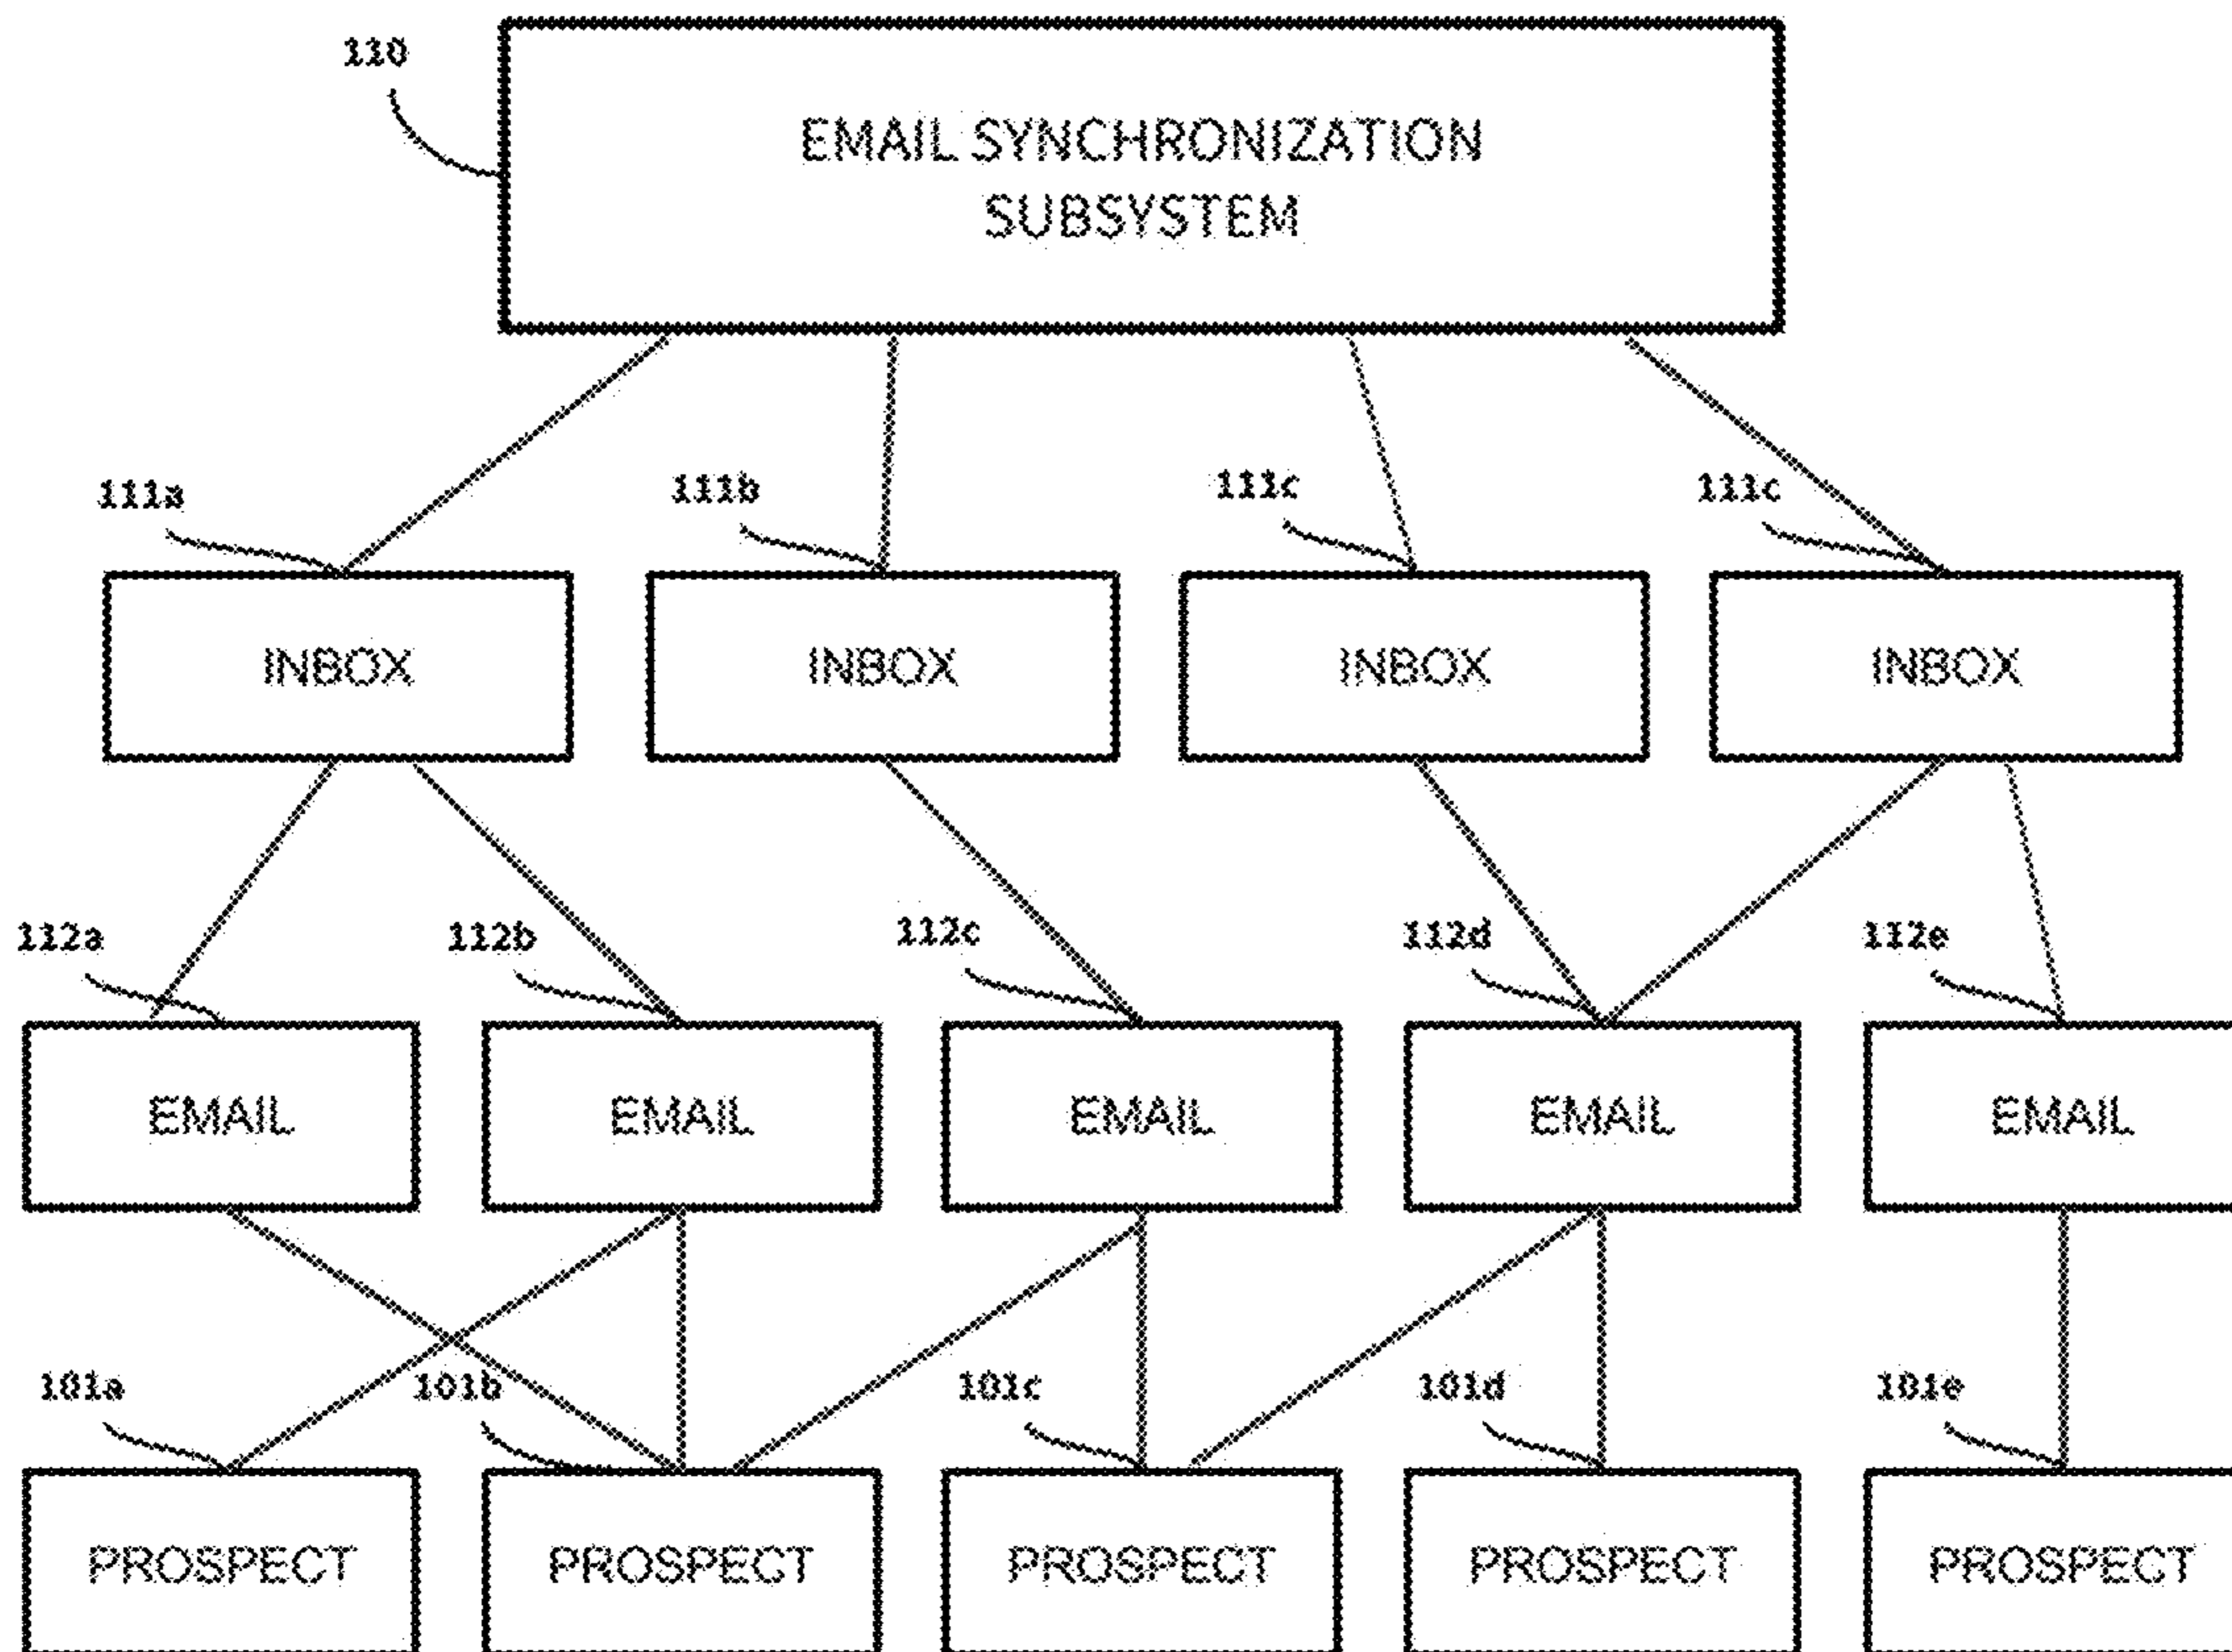 110
EMAIL SYNCHRONIZATION
SUBSYSTEM
111a
111b
111c
111c
INBOX
INBOX
INBOX
INBOX
112a
112b
112c
112d
112e
EMAIL
EMAIL
EMAIL
EMAIL
EMAIL
101a
101b
101c
101d
101e
PROSPECT
PROSPECT
PROSPECT
PROSPECT
PROSPECT